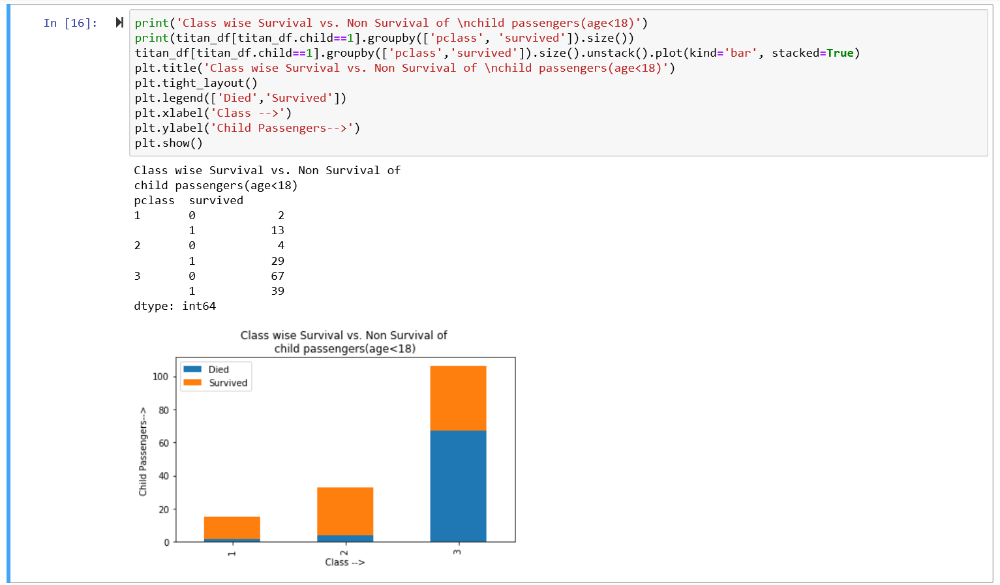 In [16]:
print('Class wise Survival vs. Non Survival of \nchild passengers(age<18)')
print(titan_df[titan_df.child==1].groupby(['pclass', 'survived']).size())
titan_df[titan_df.child==1].groupby(['pclass','survived']).size().unstack().plot(kind='bar', stacked=True)
plt.title('Class wise Survival vs. Non Survival of \nchild passengers(age<18)')
plt.tight_layout()
plt.legend(['Died','Survived'])
plt.xlabel('Class -->')
plt.ylabel('Child Passengers-->')
plt.show()
Class wise Survival vs. Non Survival of
child passengers(age<18)
pclass  survived
1       0            2
        1           13
2       0            4
        1           29
3       0           67
        1           39
dtype: int64
Class wise Survival vs. Non Survival of
child passengers(age<18)
Died
Survived
100
80
60
40
20
0
Child Passengers-->
1
2
3
Class -->